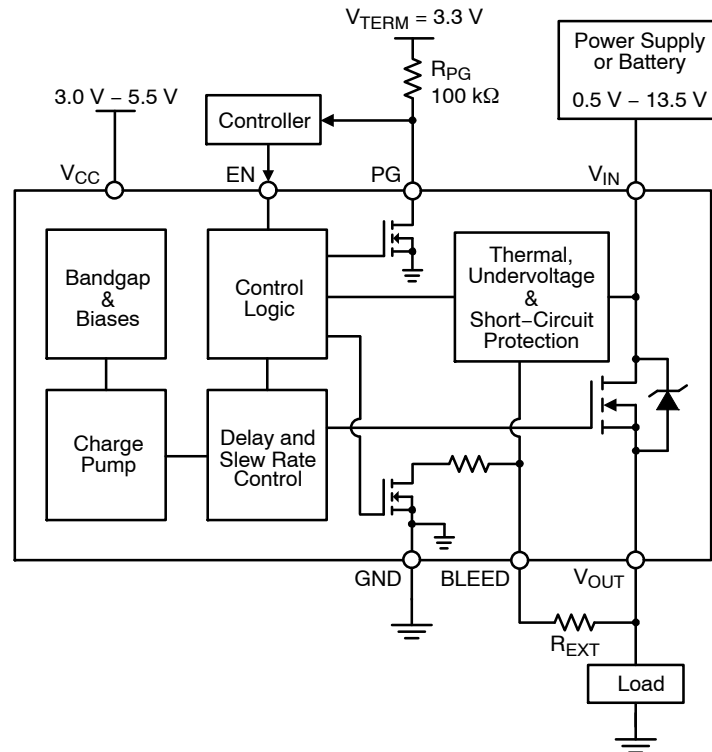 V_TERM = 3.3 V
R_PG
100 kΩ
Power Supply
or Battery
0.5 V − 13.5 V
3.0 V − 5.5 V
Controller
V_CC
EN
PG
V_IN
Bandgap
&
Biases
Control
Logic
Thermal,
Undervoltage
&
Short−Circuit
Protection
Charge
Pump
Delay and
Slew Rate
Control
GND
BLEED
V_OUT
R_EXT
Load